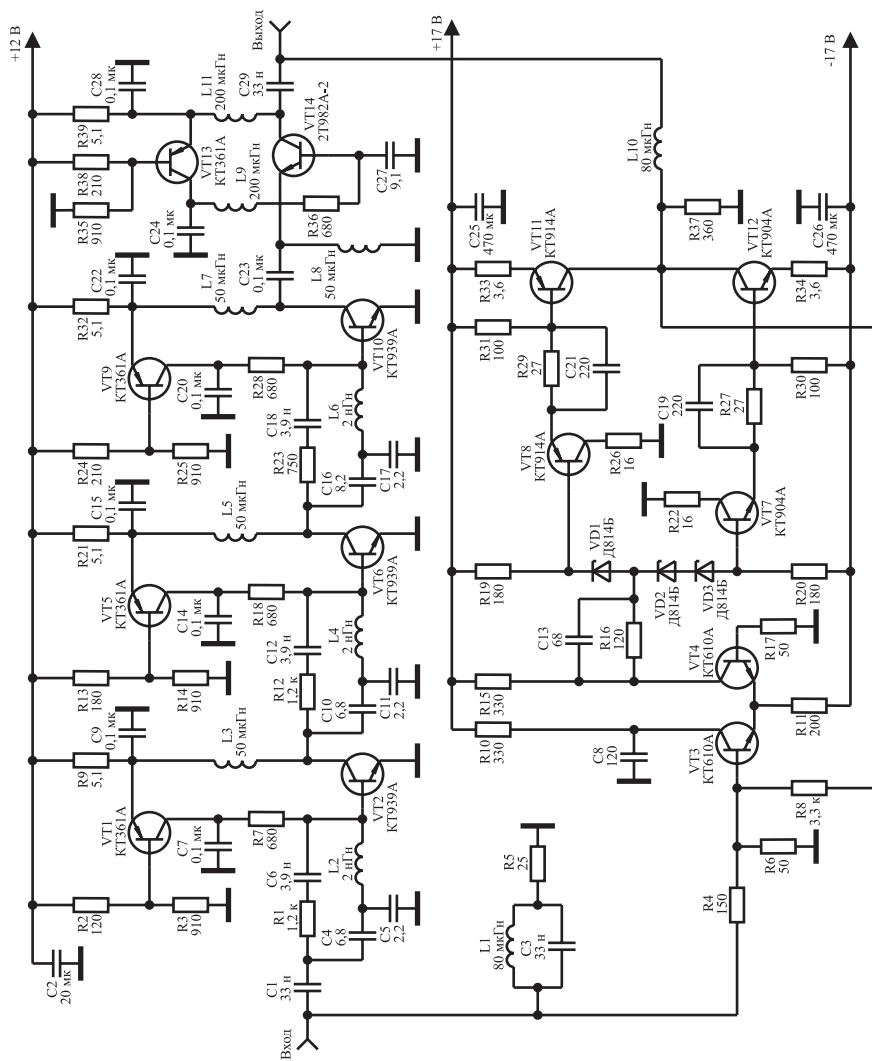 +12 В
C2
20 мк
R2
120
R9
5,1
R13
180
R21
5,1
R24
210
R32
5,1
R35
910
R38
210
R39
5,1
VT1
КТ361А
C9
0,1 мк
VT5
КТ361А
C15
0,1 мк
VT9
КТ361А
C22
0,1 мк
C28
0,1 мк
R3
910
C7
0,1 мк
R14
910
C14
0,1 мк
R25
910
C20
0,1 мк
C24
0,1 мк
VT13
КТ361А
L3
50 мкГн
L5
50 мкГн
L7
50 мкГн
L11
200 мкГн
R7
680
R18
680
R28
680
C23
0,1 мк
L9
200 мкГн
C29
33 н
Выход
Вход
C1
33 н
R1
1,2 к
C6
3,9 н
R12
1,2 к
C12
3,9 н
R23
750
C18
3,9 н
L8
50 мкГн
R36
680
VT14
2Т982А-2
C4
6,8
L2
2 нГн
C10
6,8
L4
2 нГн
C16
8,2
L6
2 нГн
C5
2,2
VT2
КТ939А
C11
2,2
VT6
КТ939А
C17
2,2
VT10
КТ939А
C27
9,1
+17 В
L1
80 мкГн
R5
25
C3
33 н
R10
330
R15
330
R19
180
R31
100
R33
3,6
C25
470 мк
L10
80 мкГн
C13
68
VT8
КТ914А
R29
27
VT11
КТ914А
C21
220
C8
120
R16
120
VD1
Д814Б
R26
16
VD2
Д814Б
VD3
Д814Б
R22
16
C19
220
R37
360
VT3
КТ610А
VT4
КТ610А
VT7
КТ904А
R27
27
VT12
КТ904А
R4
150
R6
50
R8
3,3 к
R11
200
R17
50
R20
180
R30
100
R34
3,6
C26
470 мк
-17 В